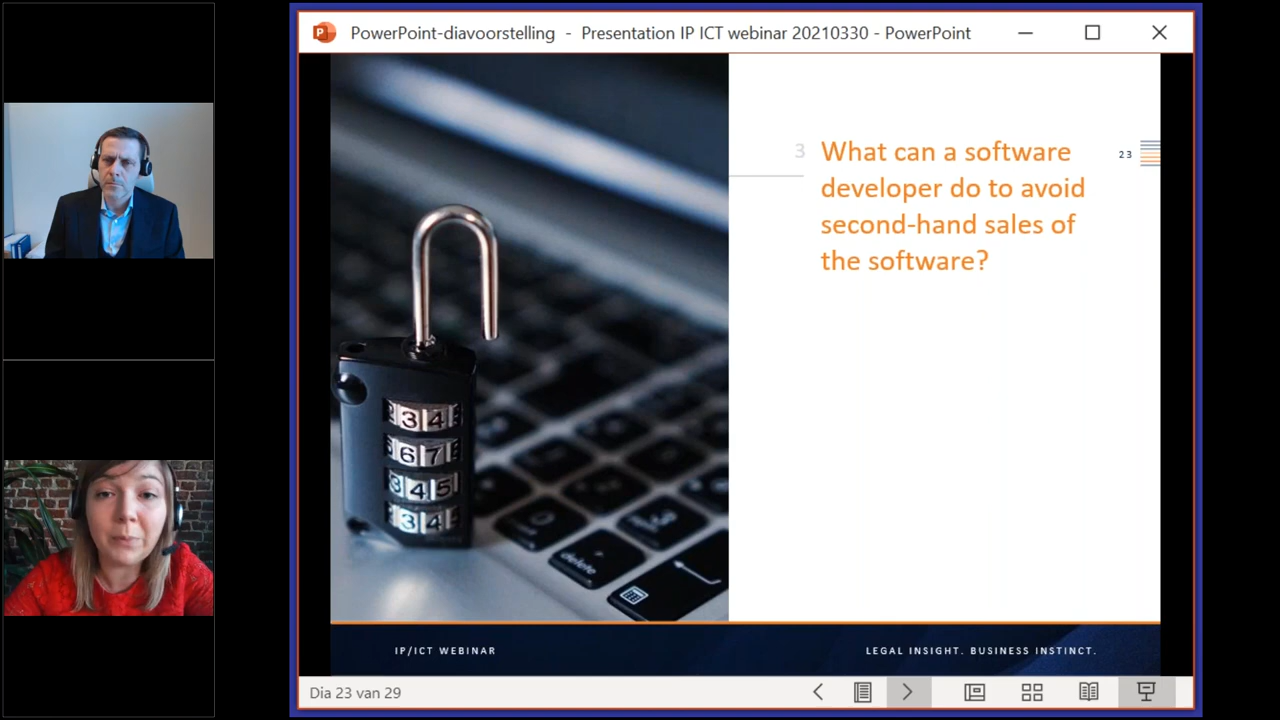 PowerPoint-diavoorstelling - Presentation IP ICT webinar 20210330 - PowerPoint
3
What can a software
developer do to avoid
second-hand sales of
the software?
23
3 4
6 7
3 4 5
3 4
delete
IP/ICT WEBINAR
LEGAL INSIGHT. BUSINESS INSTINCT.
Dia 23 van 29